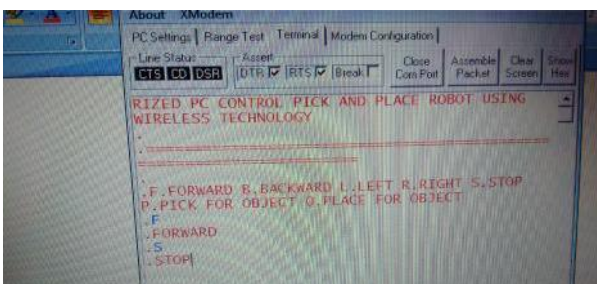 About XModem
PC Settings Range Test Terminal Modem Configuration
Line Status Assert
CTS CD DSR DTR RTS Break Close Com Port Assemble Packet Clear Screen Show Hex
RIZED PC CONTROL PICK AND PLACE ROBOT USING
WIRELESS TECHNOLOGY
.
.==================================================
===========================
.
.F.FORWARD B.BACKWARD L.LEFT R.RIGHT S.STOP
P.PICK FOR OBJECT O.PLACE FOR OBJECT
.F
.FORWARD
.S
.STOP